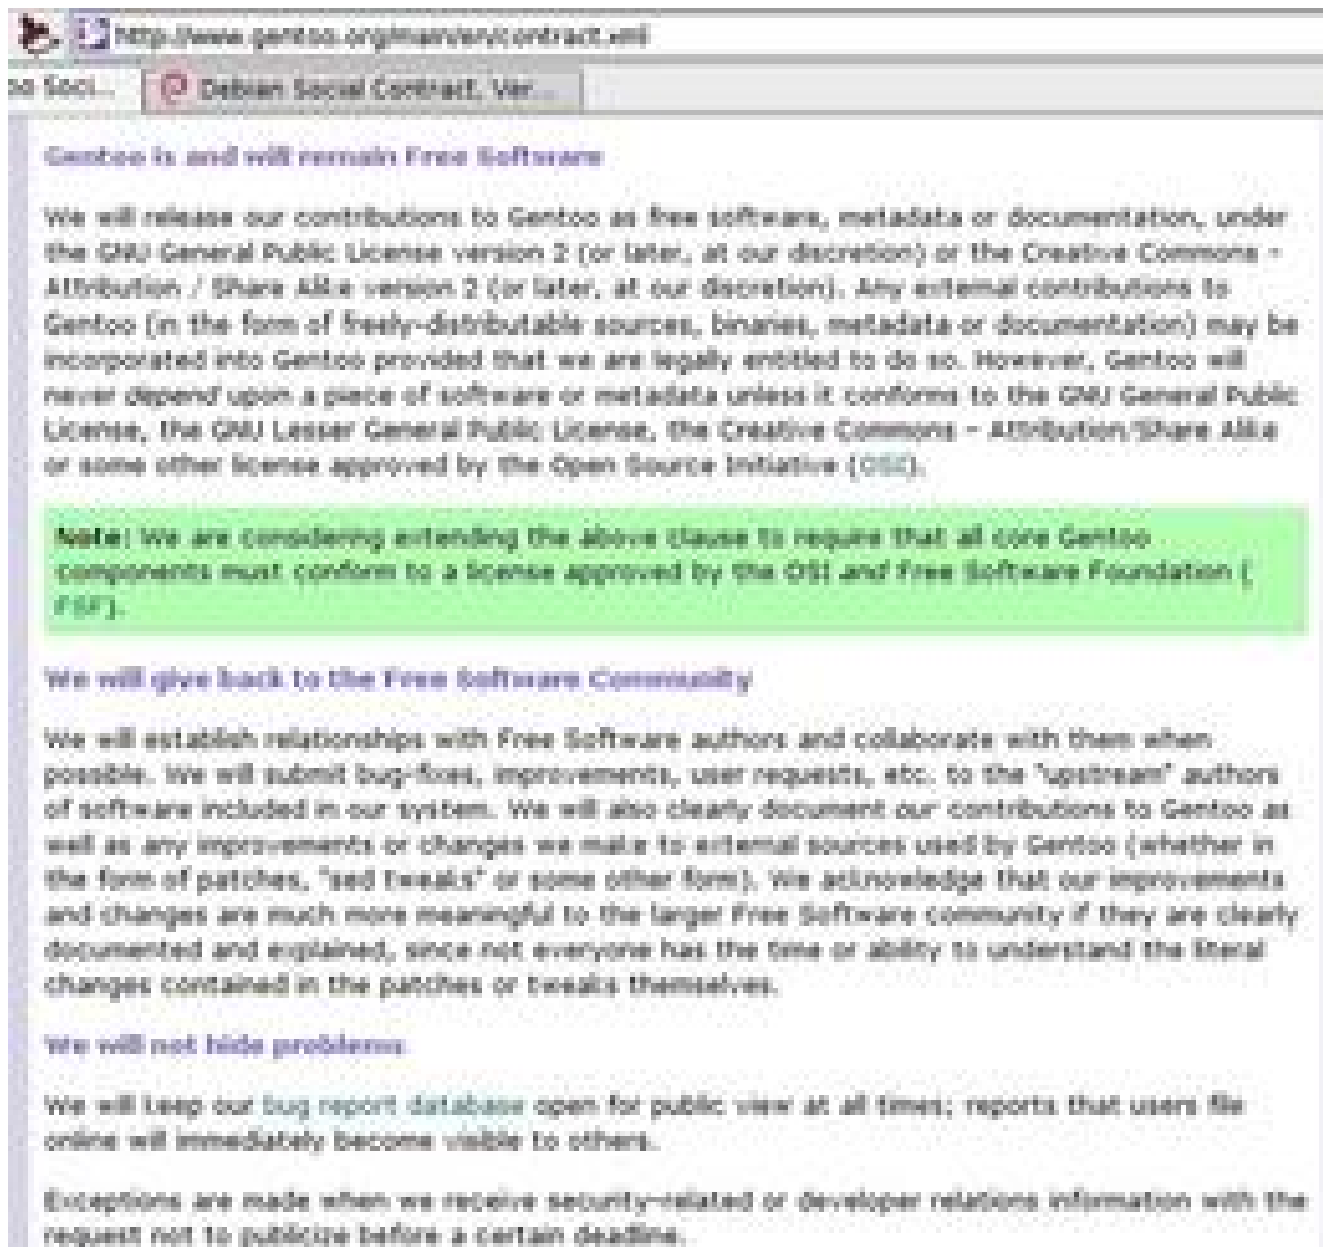 http://www.gentoo.org/main/en/contract.xml
oo Soci...
Debian Social Contract, Ver...
Gentoo is and will remain Free Software
We will release our contributions to Gentoo as free software, metadata or documentation, under
the GNU General Public License version 2 (or later, at our discretion) or the Creative Commons -
Attribution / Share Alike version 2 (or later, at our discretion). Any external contributions to
Gentoo (in the form of freely-distributable sources, binaries, metadata or documentation) may be
incorporated into Gentoo provided that we are legally entitled to do so. However, Gentoo will
never depend upon a piece of software or metadata unless it conforms to the GNU General Public
License, the GNU Lesser General Public License, the Creative Commons - Attribution/Share Alike
or some other license approved by the Open Source Initiative (OSI).
Note: We are considering extending the above clause to require that all core Gentoo
components must conform to a license approved by the OSI and Free Software Foundation (
FSF).
We will give back to the Free Software Community
We will establish relationships with Free Software authors and collaborate with them when
possible. We will submit bug-fixes, improvements, user requests, etc. to the "upstream" authors
of software included in our system. We will also clearly document our contributions to Gentoo as
well as any improvements or changes we make to external sources used by Gentoo (whether in
the form of patches, "sed tweaks" or some other form). We acknowledge that our improvements
and changes are much more meaningful to the larger Free Software community if they are clearly
documented and explained, since not everyone has the time or ability to understand the literal
changes contained in the patches or tweaks themselves.
We will not hide problems
We will keep our bug report database open for public view at all times; reports that users file
online will immediately become visible to others.
Exceptions are made when we receive security-related or developer relations information with the
request not to publicize before a certain deadline.